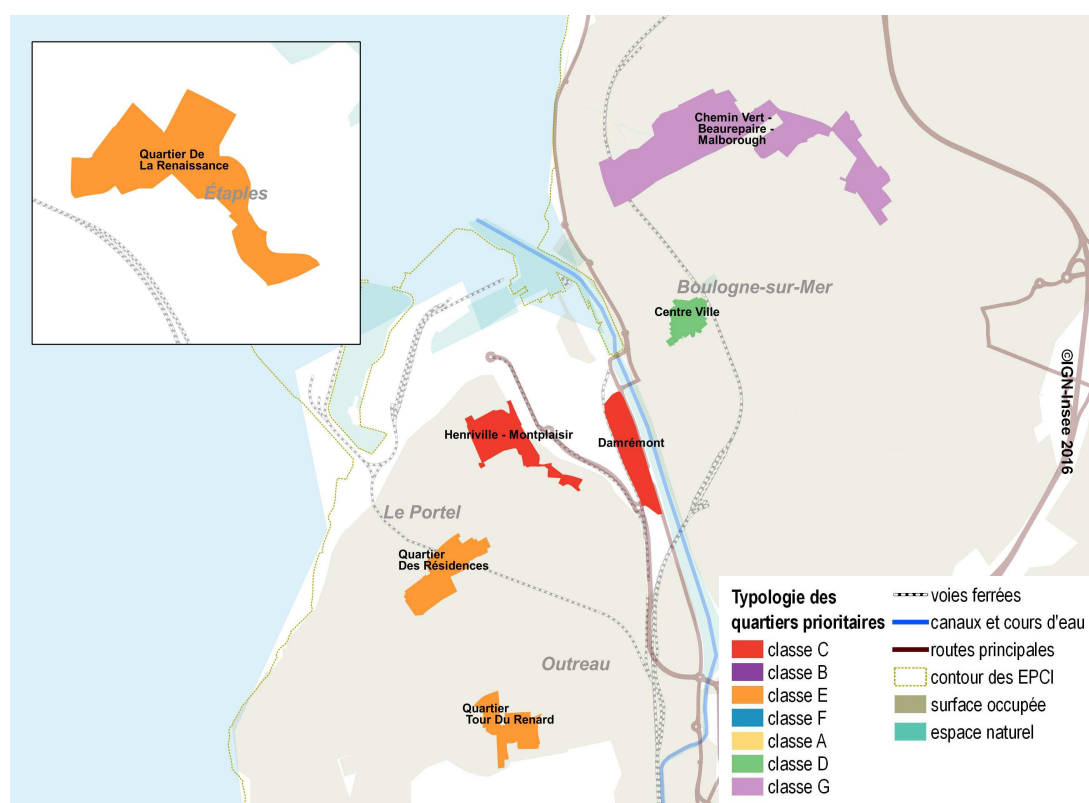 Quartier De
La Renaissance
Étaples
Chemin Vert -
Beaurepaire -
Malborough
Boulogne-sur-Mer
Centre Ville
Henriville - Montplaisir
Damrémont
Le Portel
Quartier
Des Résidences
Outreau
Quartier
Tour Du Renard
©IGN-Insee 2016
Typologie des
quartiers prioritaires
classe C
classe B
classe E
classe F
classe A
classe D
classe G
voies ferrées
canaux et cours d'eau
routes principales
contour des EPCI
surface occupée
espace naturel